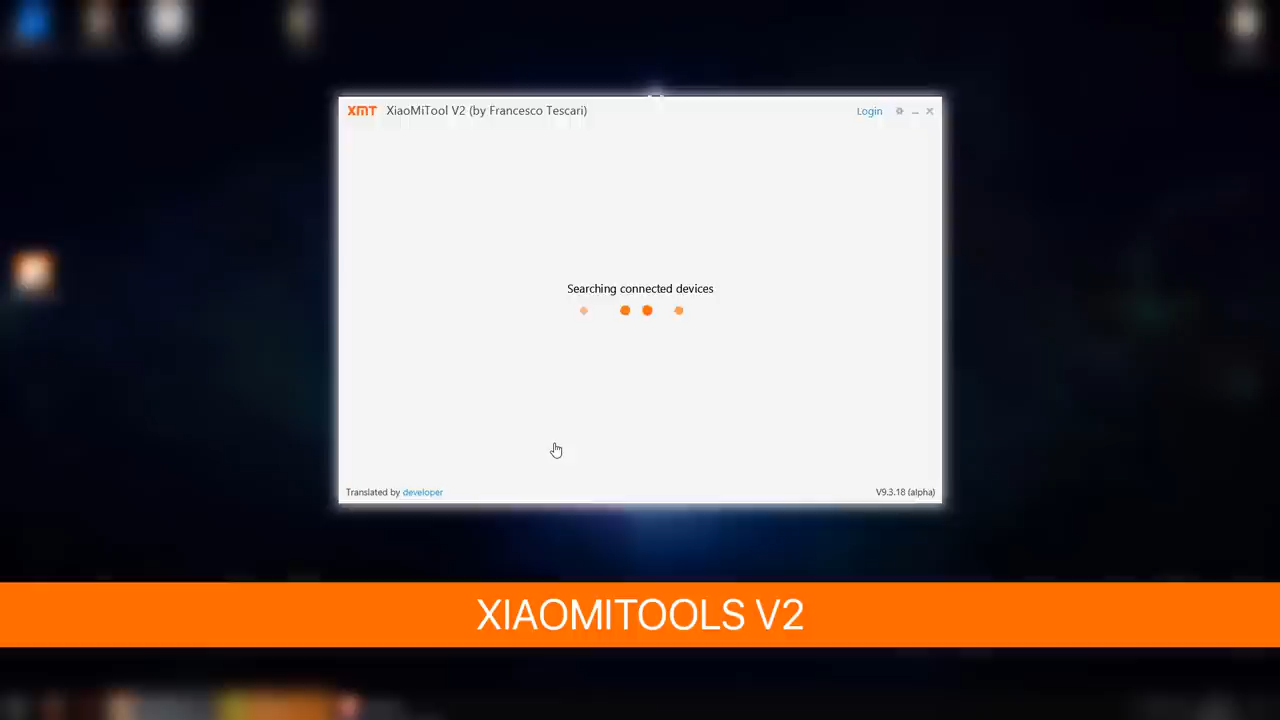 XMT XiaoMiTool V2 (by Francesco Tescari) Login
Searching connected devices
Translated by developer V9.3.18 (alpha)
XIAOMITOOLS V2